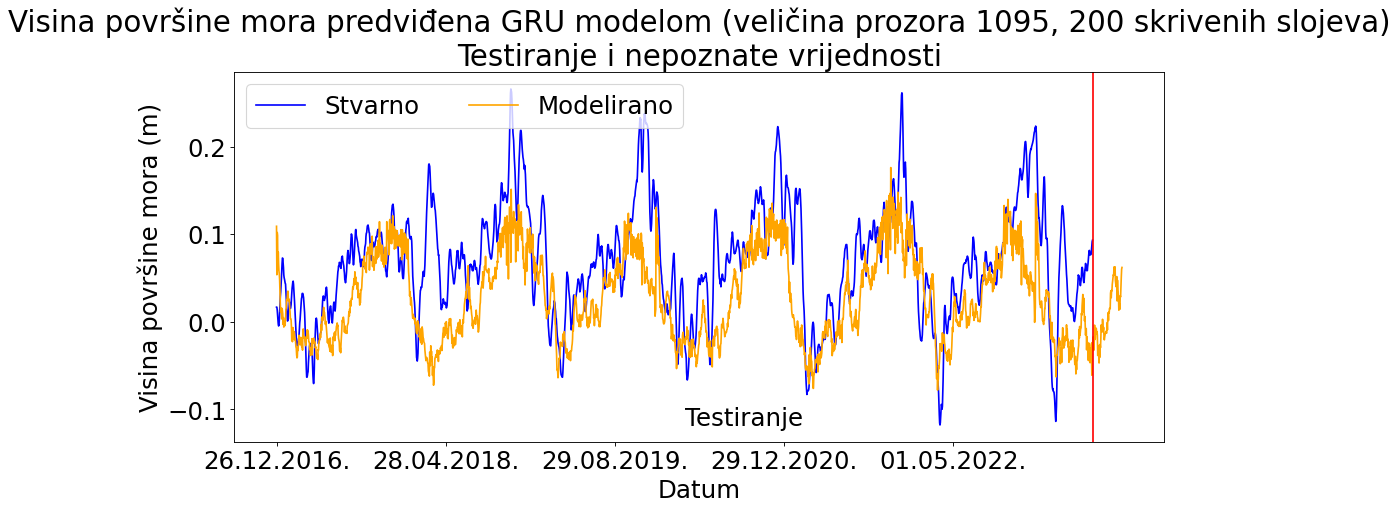 Visina površine mora predviđena GRU modelom (veličina prozora 1095, 200 skrivenih slojeva)
Testiranje i nepoznate vrijednosti
Stvarno
Modelirano
Visina površine mora (m)
0.2
0.1
0.0
−0.1
Testiranje
26.12.2016.
28.04.2018.
29.08.2019.
29.12.2020.
01.05.2022.
Datum